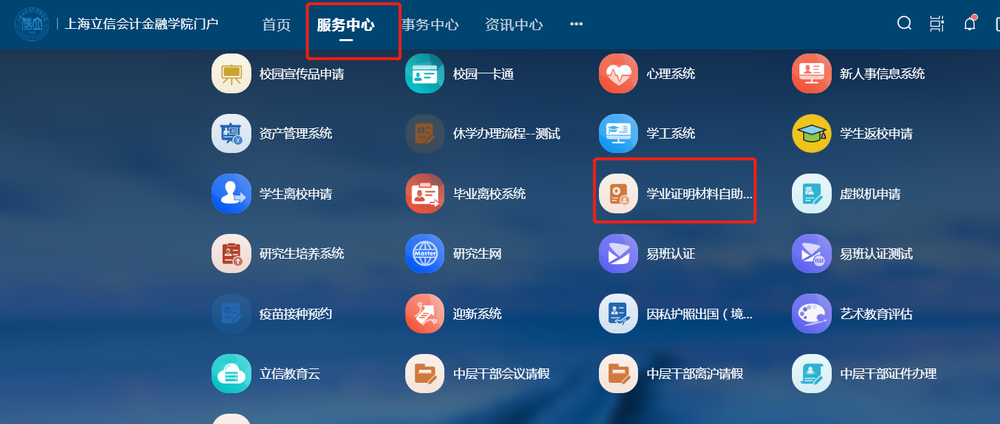 上海立信会计金融学院门户
首页
服务中心
事务中心
资讯中心
校园宣传品申请
校园一卡通
心理系统
新人事信息系统
资产管理系统
休学办理流程--测试
学工系统
学生返校申请
学生离校申请
毕业离校系统
学业证明材料自助...
虚拟机申请
研究生培养系统
Master
研究生网
易班认证
TEST
易班认证测试
疫苗接种预约
迎新系统
因私护照出国（境...
艺术教育评估
立信教育云
中层干部会议请假
中层干部离沪请假
中层干部证件办理